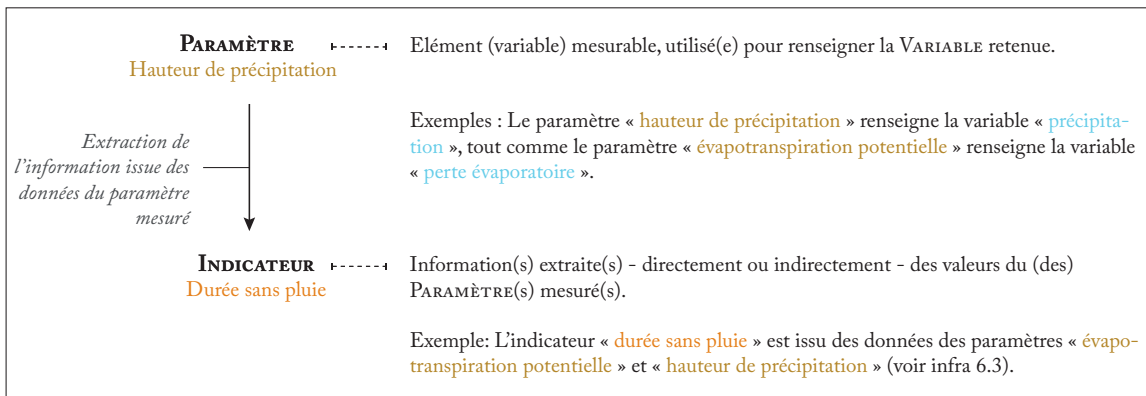 PARAMÈTRE
Hauteur de précipitation
Elément (variable) mesurable, utilisé(e) pour renseigner la VARIABLE retenue.
Exemples : Le paramètre « hauteur de précipitation » renseigne la variable « précipita-
tion », tout comme le paramètre « évapotranspiration potentielle » renseigne la variable
« perte évaporatoire ».
Extraction de
l'information issue des
données du paramètre
mesuré
INDICATEUR
Durée sans pluie
Information(s) extraite(s) - directement ou indirectement - des valeurs du (des)
PARAMÈTRE(s) mesuré(s).
Exemple: L'indicateur « durée sans pluie » est issu des données des paramètres « évapo-
transpiration potentielle » et « hauteur de précipitation » (voir infra 6.3).